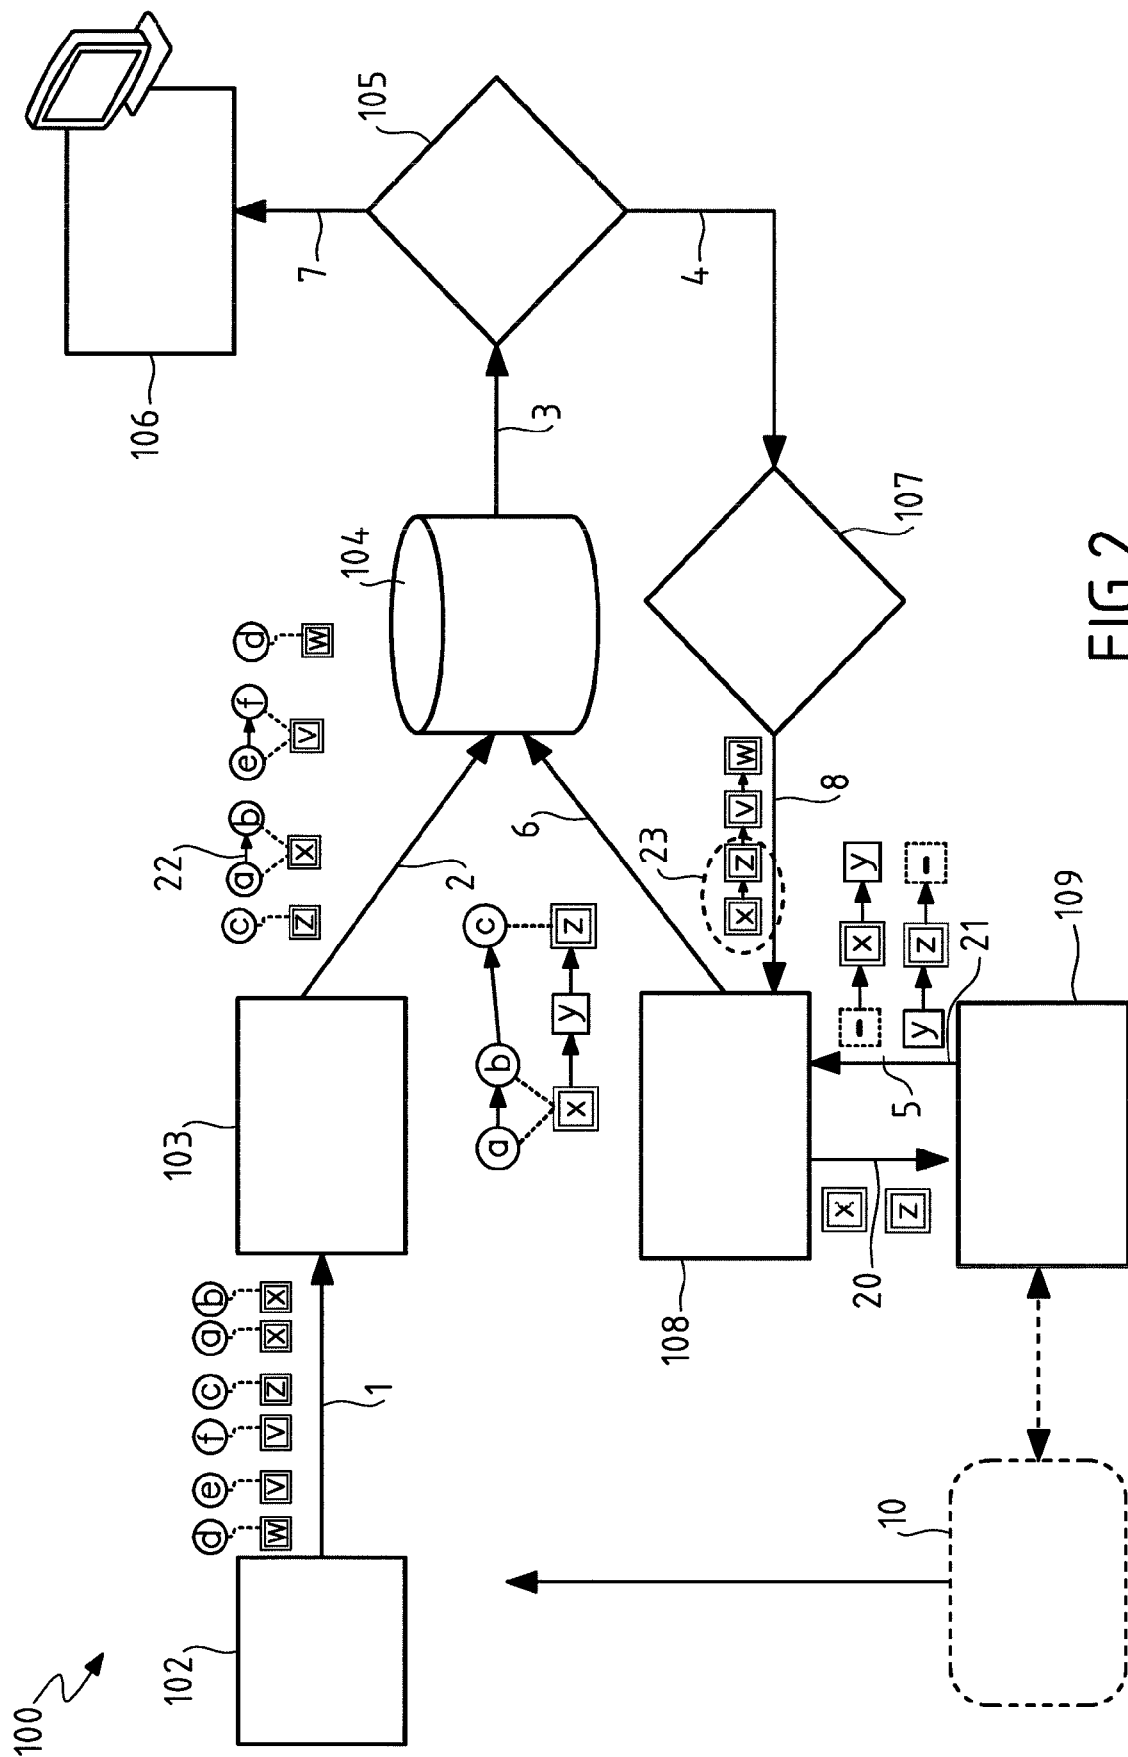 100
102
d e f c a b
w v v z x x
1
103
c a b e f d
z x v w
22
2
104
3
105
7
106
4
107
8
x z v w
23
6
a b c
x y z
108
20
x
z
5
21
- x y
y z -
109
10
FIG.2